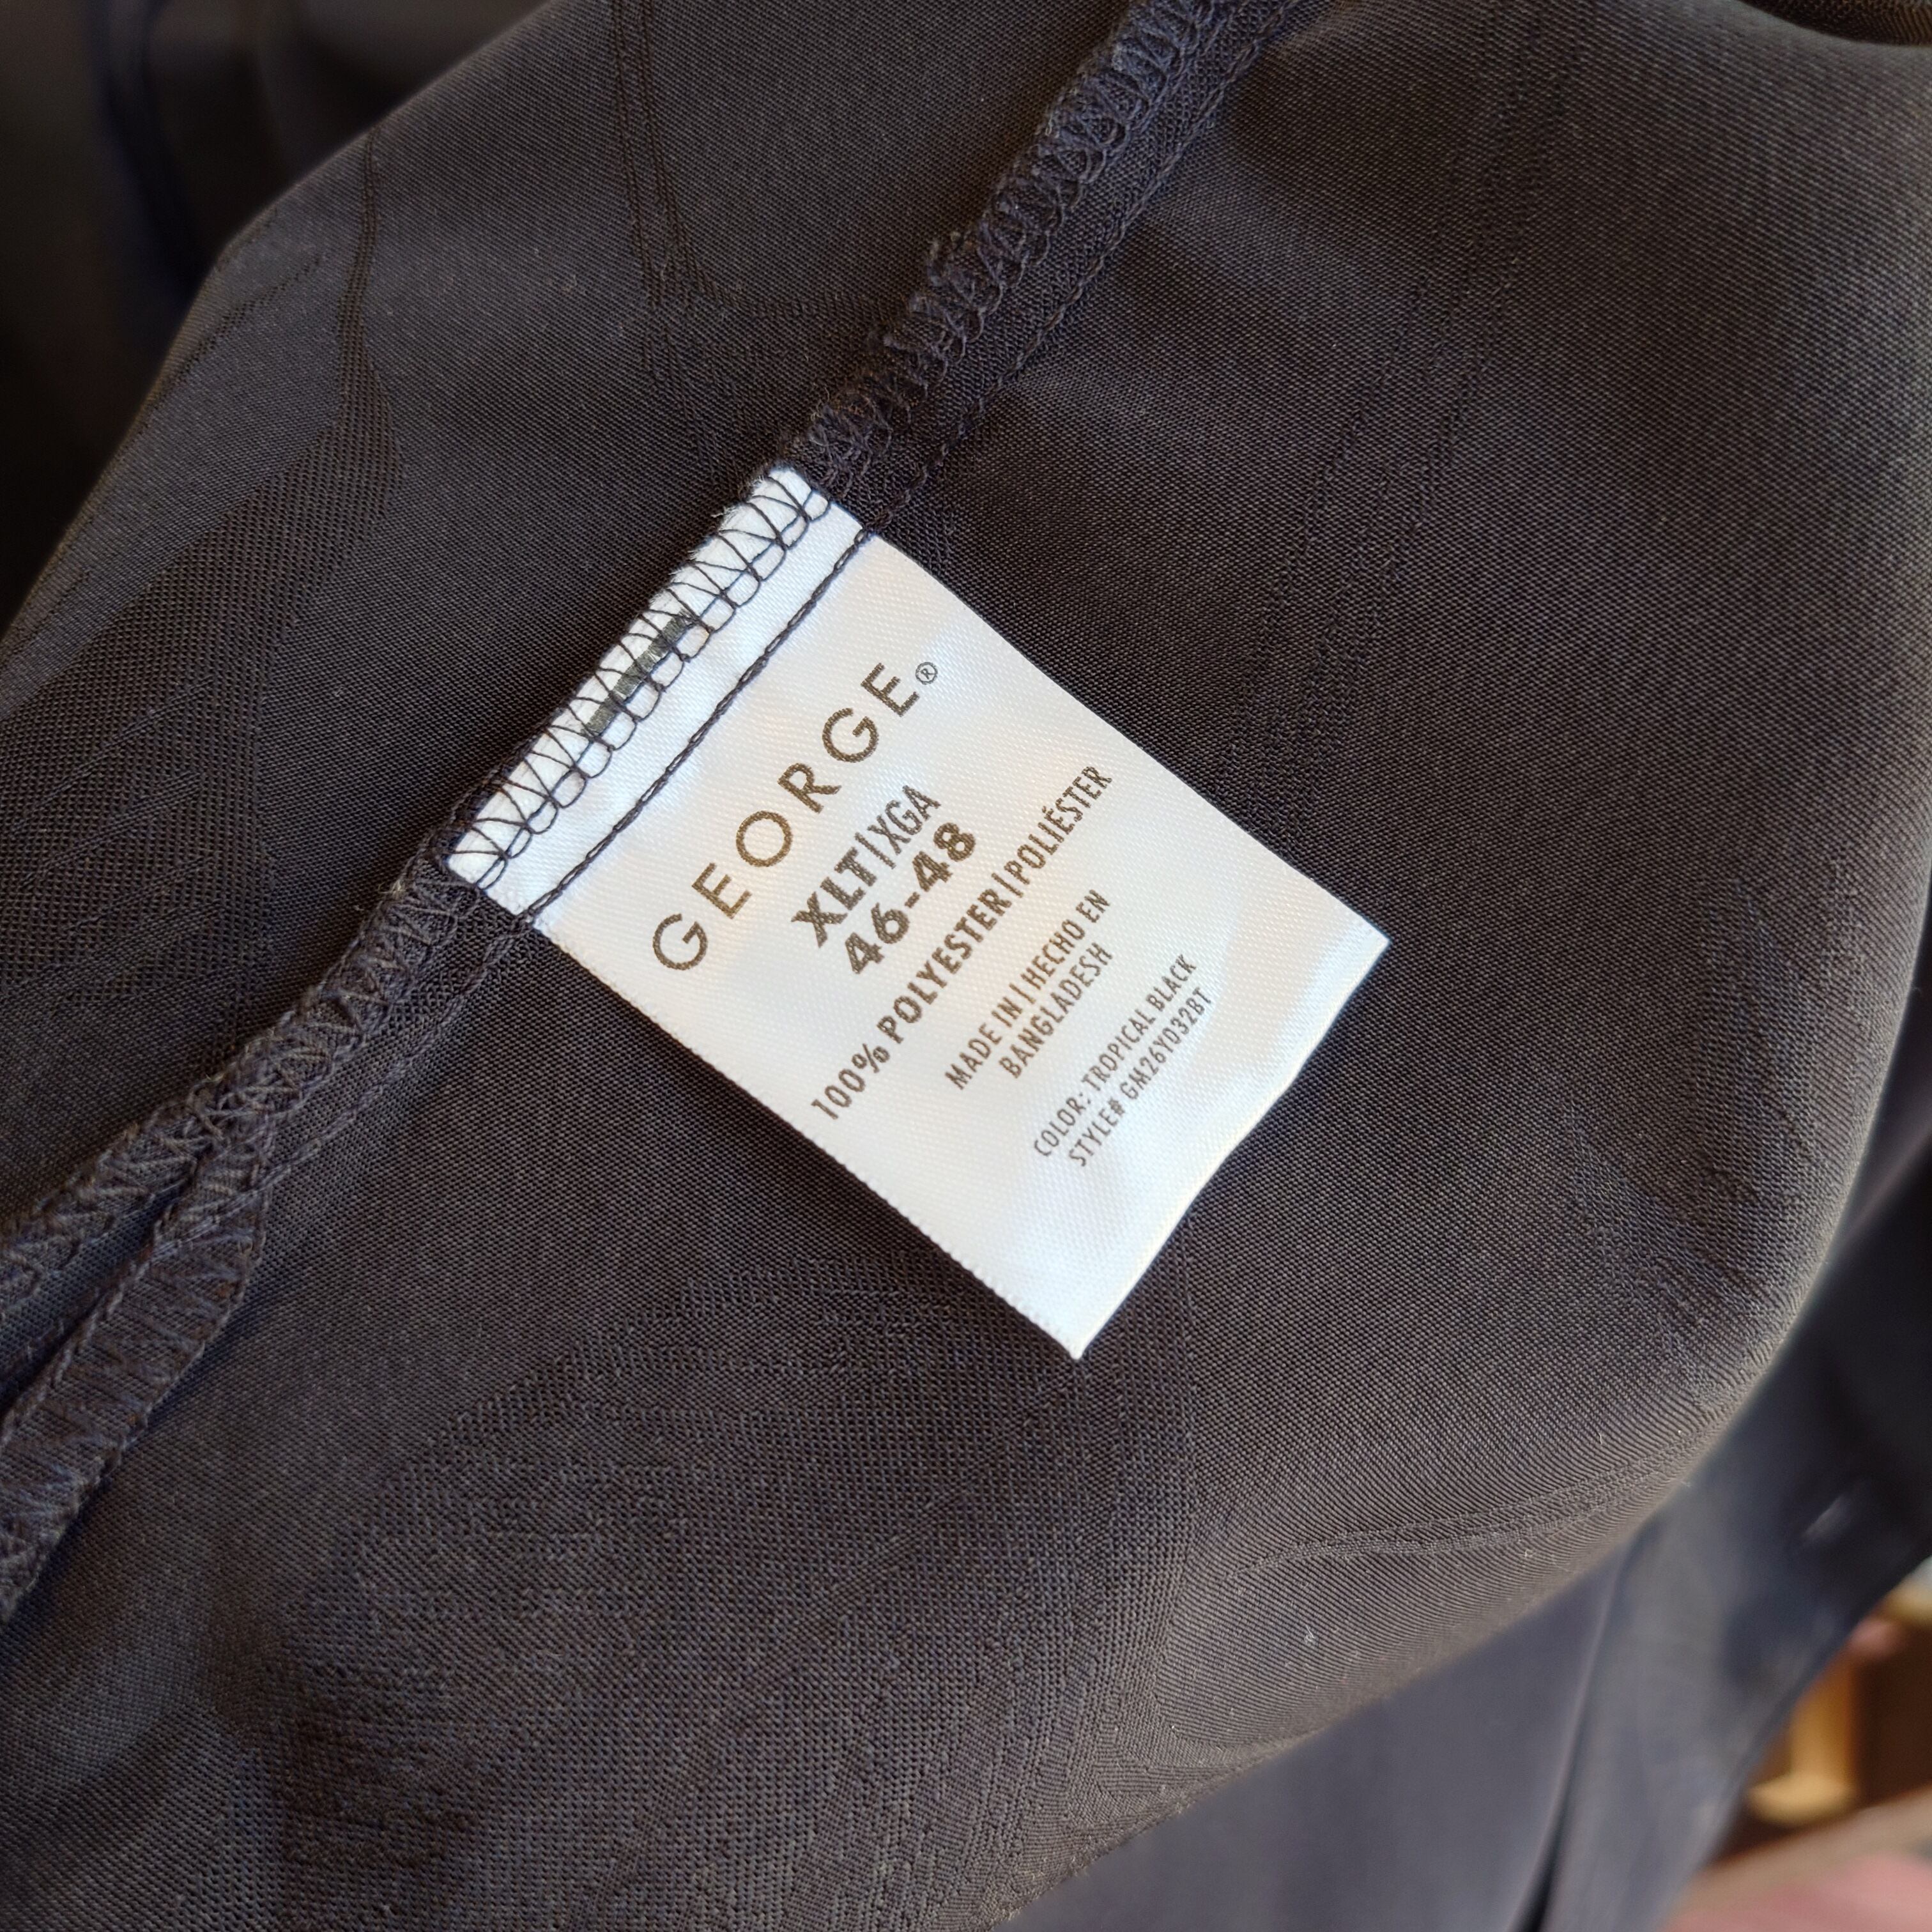 GEORGE®
XLT|XGA
46-48
100% POLYESTER|POLIÉSTER
MADE IN|HECHO EN
BANGLADESH
COLOR: TROPICAL BLACK
STYLE# GM26Y032BT